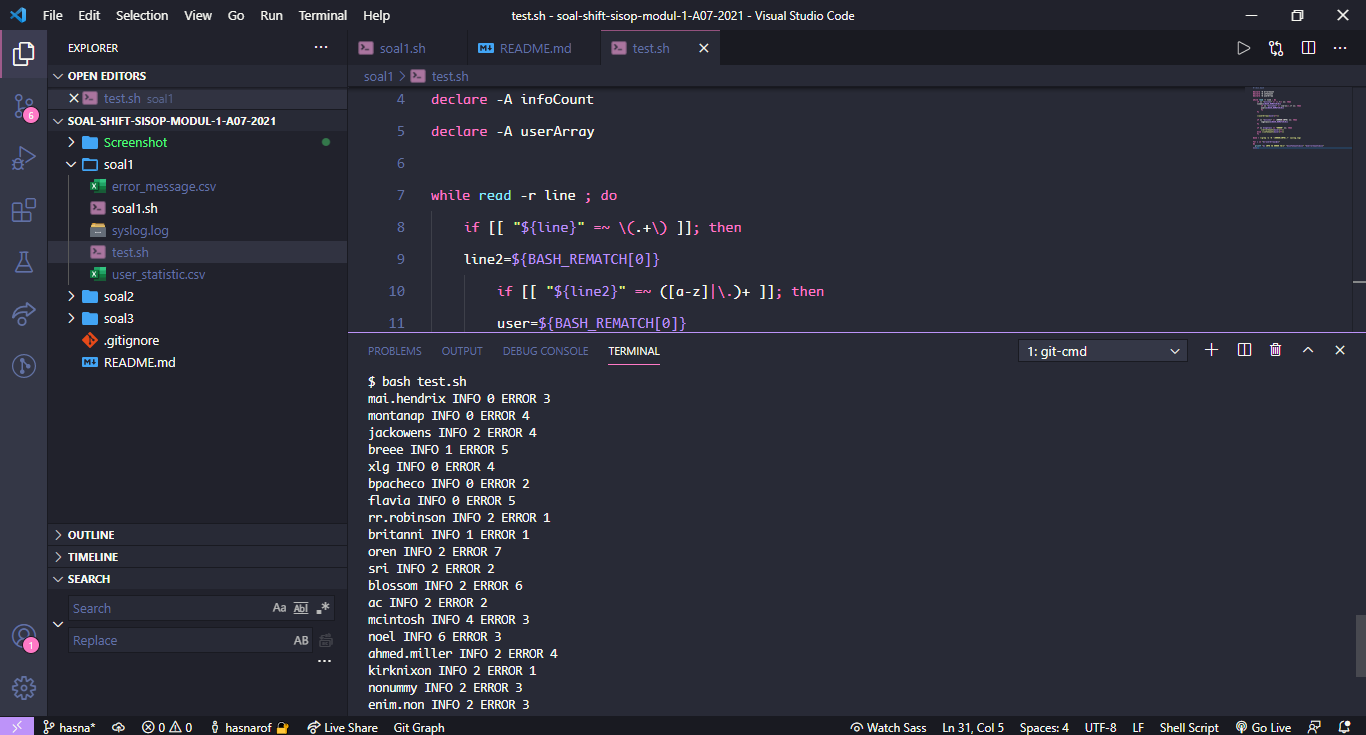 File Edit Selection View Go Run Terminal Help test.sh - soal-shift-sisop-modul-1-A07-2021 - Visual Studio Code
EXPLORER ...
OPEN EDITORS
test.sh soal1
SOAL-SHIFT-SISOP-MODUL-1-A07-2021
Screenshot
soal1
error_message.csv
soal1.sh
syslog.log
test.sh
user_statistic.csv
soal2
soal3
.gitignore
README.md
OUTLINE
TIMELINE
SEARCH
Search Aa Abl .*
Replace AB
...
6
1
soal1.sh README.md test.sh
soal1 > test.sh
4 declare -A infoCount
5 declare -A userArray
6
7 while read -r line ; do
8 if [[ "${line}" =~ \(.+\) ]]; then
9 line2=${BASH_REMATCH[0]}
10 if [[ "${line2}" =~ ([a-z]|\.)+ ]]; then
11 user=${BASH_REMATCH[0]}
PROBLEMS OUTPUT DEBUG CONSOLE TERMINAL 1: git-cmd
$ bash test.sh
mai.hendrix INFO 0 ERROR 3
montanap INFO 0 ERROR 4
jackowens INFO 2 ERROR 4
breee INFO 1 ERROR 5
xlg INFO 0 ERROR 4
bpacheco INFO 0 ERROR 2
flavia INFO 0 ERROR 5
rr.robinson INFO 2 ERROR 1
britanni INFO 1 ERROR 1
oren INFO 2 ERROR 7
sri INFO 2 ERROR 2
blossom INFO 2 ERROR 6
ac INFO 2 ERROR 2
mcintosh INFO 4 ERROR 3
noel INFO 6 ERROR 3
ahmed.miller INFO 2 ERROR 4
kirknixon INFO 2 ERROR 1
nonummy INFO 2 ERROR 3
enim.non INFO 2 ERROR 3
hasna* 0 0 hasnarof Live Share Git Graph Watch Sass Ln 31, Col 5 Spaces: 4 UTF-8 LF Shell Script Go Live